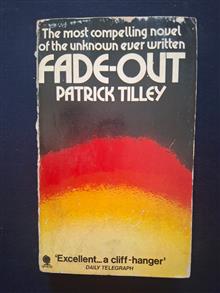 The most compelling novel
of the unknown ever written
FADE-OUT
PATRICK TILLEY
'Excellent... a cliff-hanger'
DAILY TELEGRAPH